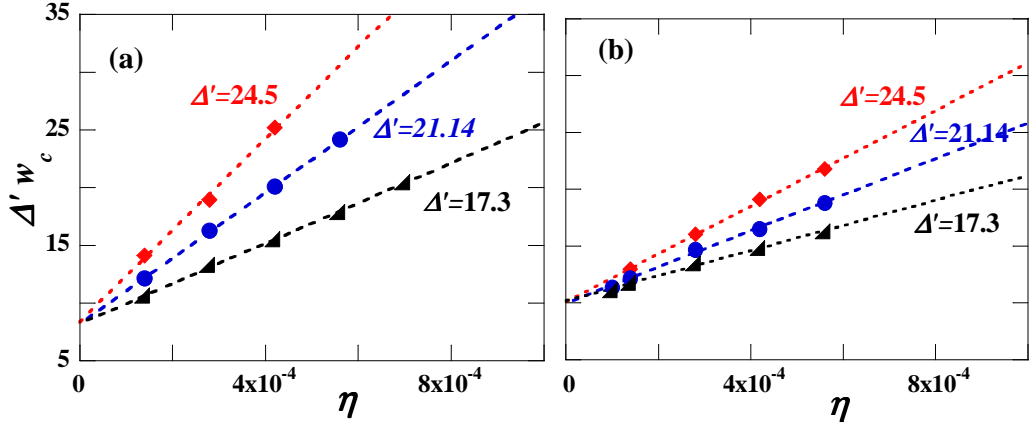 35
25
15
5
Δ' w_c
(a)
Δ'=24.5
Δ'=21.14
Δ'=17.3
0
4x10⁻⁴
8x10⁻⁴
η
(b)
Δ'=24.5
Δ'=21.14
Δ'=17.3
0
4x10⁻⁴
8x10⁻⁴
η